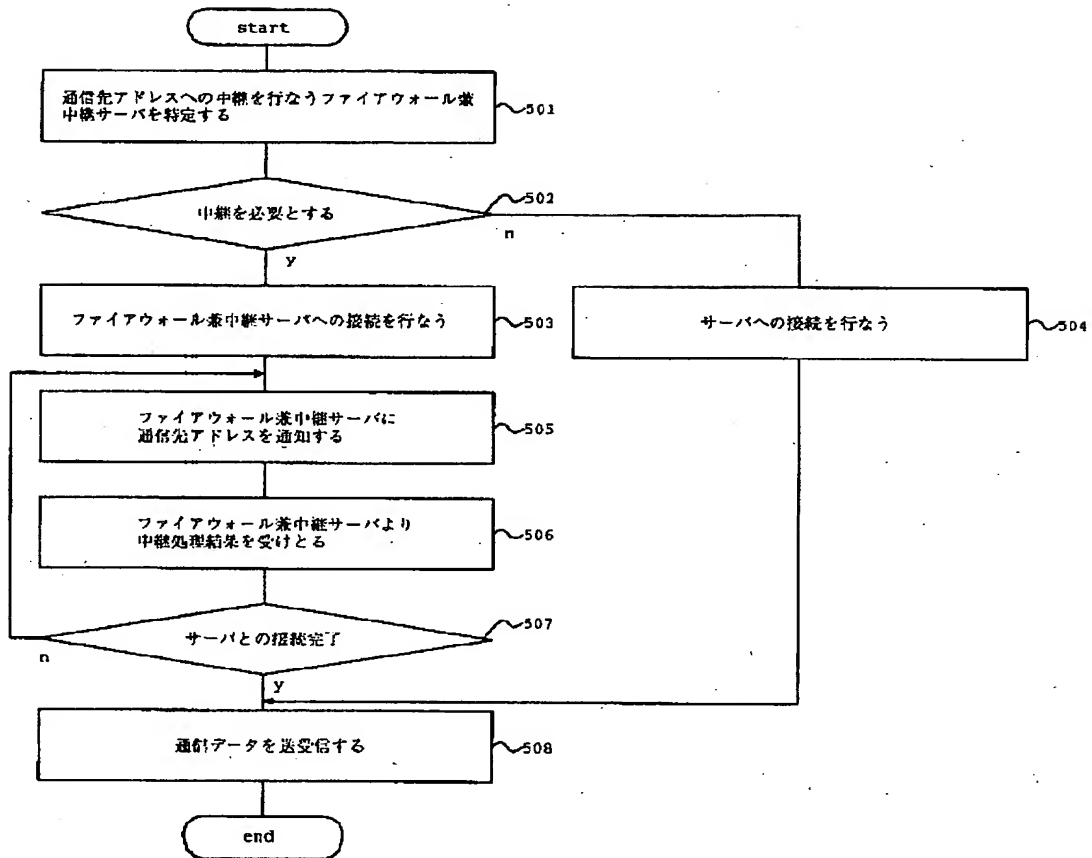 start
通信先アドレスへの中継を行なうファイアウォール兼
中継サーバを特定する
501
中継を必要とする
502
n
y
ファイアウォール兼中継サーバへの接続を行なう
503
サーバへの接続を行なう
504
ファイアウォール兼中継サーバに
通信先アドレスを通知する
505
ファイアウォール兼中継サーバより
中継処理結果を受けとる
506
サーバとの接続完了
507
n
y
通信データを送受信する
508
end